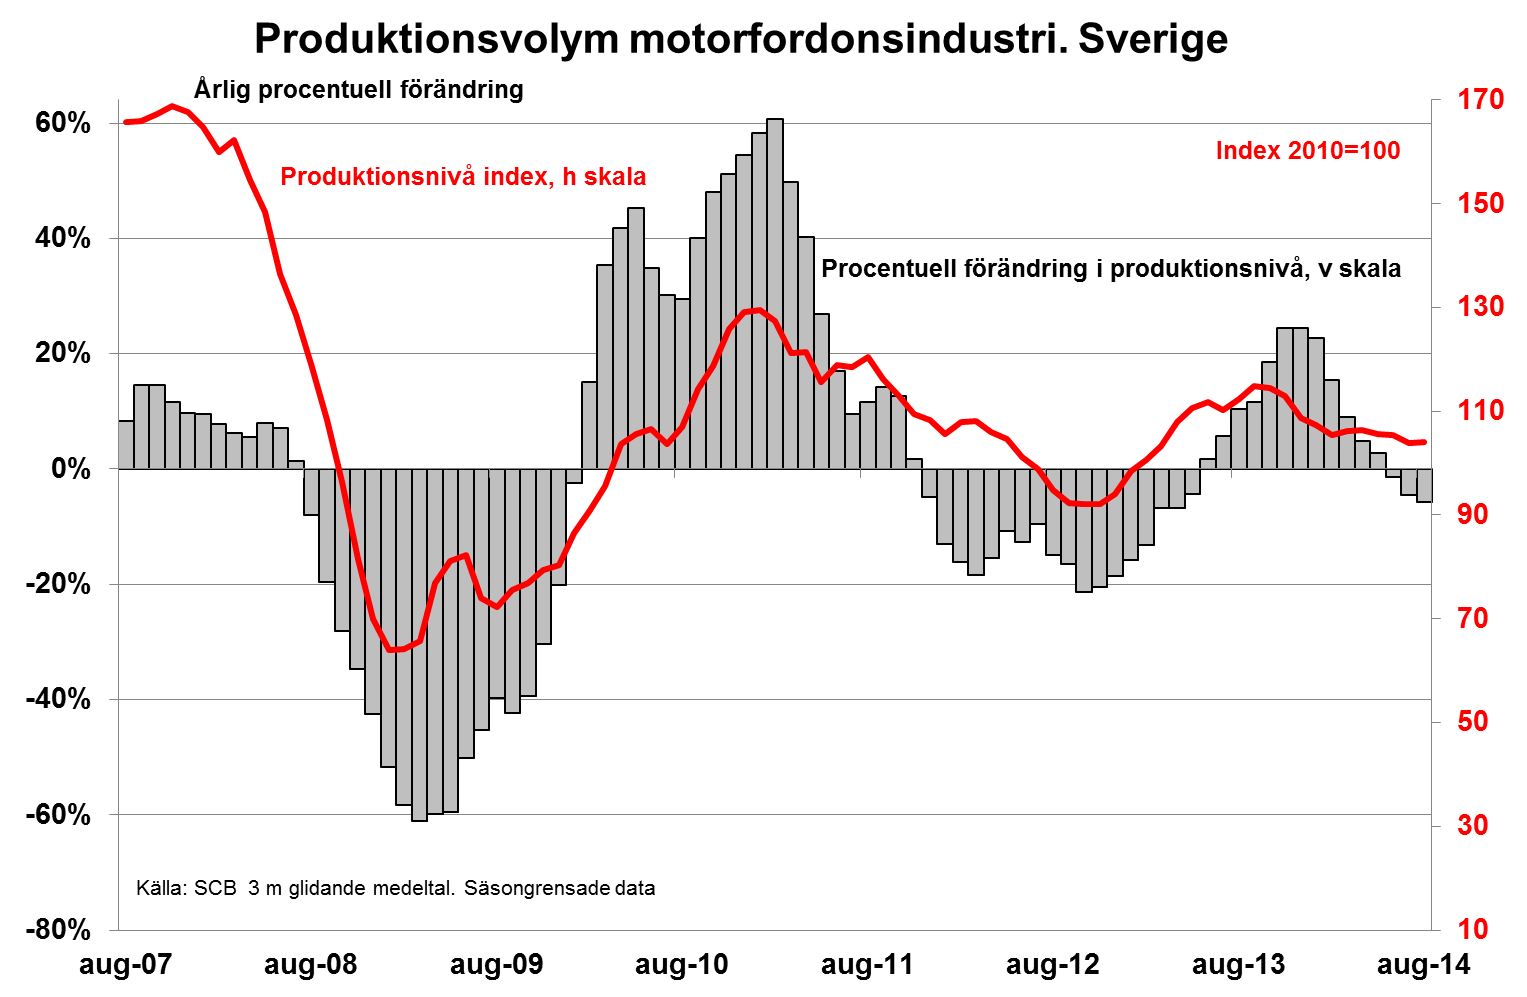 Produktionsvolym motorfordonsindustri. Sverige
Årlig procentuell förändring
Produktionsnivå index, h skala
Index 2010=100
Procentuell förändring i produktionsnivå, v skala
60%
40%
20%
0%
-20%
-40%
-60%
-80%
170
150
130
110
90
70
50
30
10
Källa: SCB 3 m glidande medeltal. Säsongrensade data
aug-07 aug-08 aug-09 aug-10 aug-11 aug-12 aug-13 aug-14